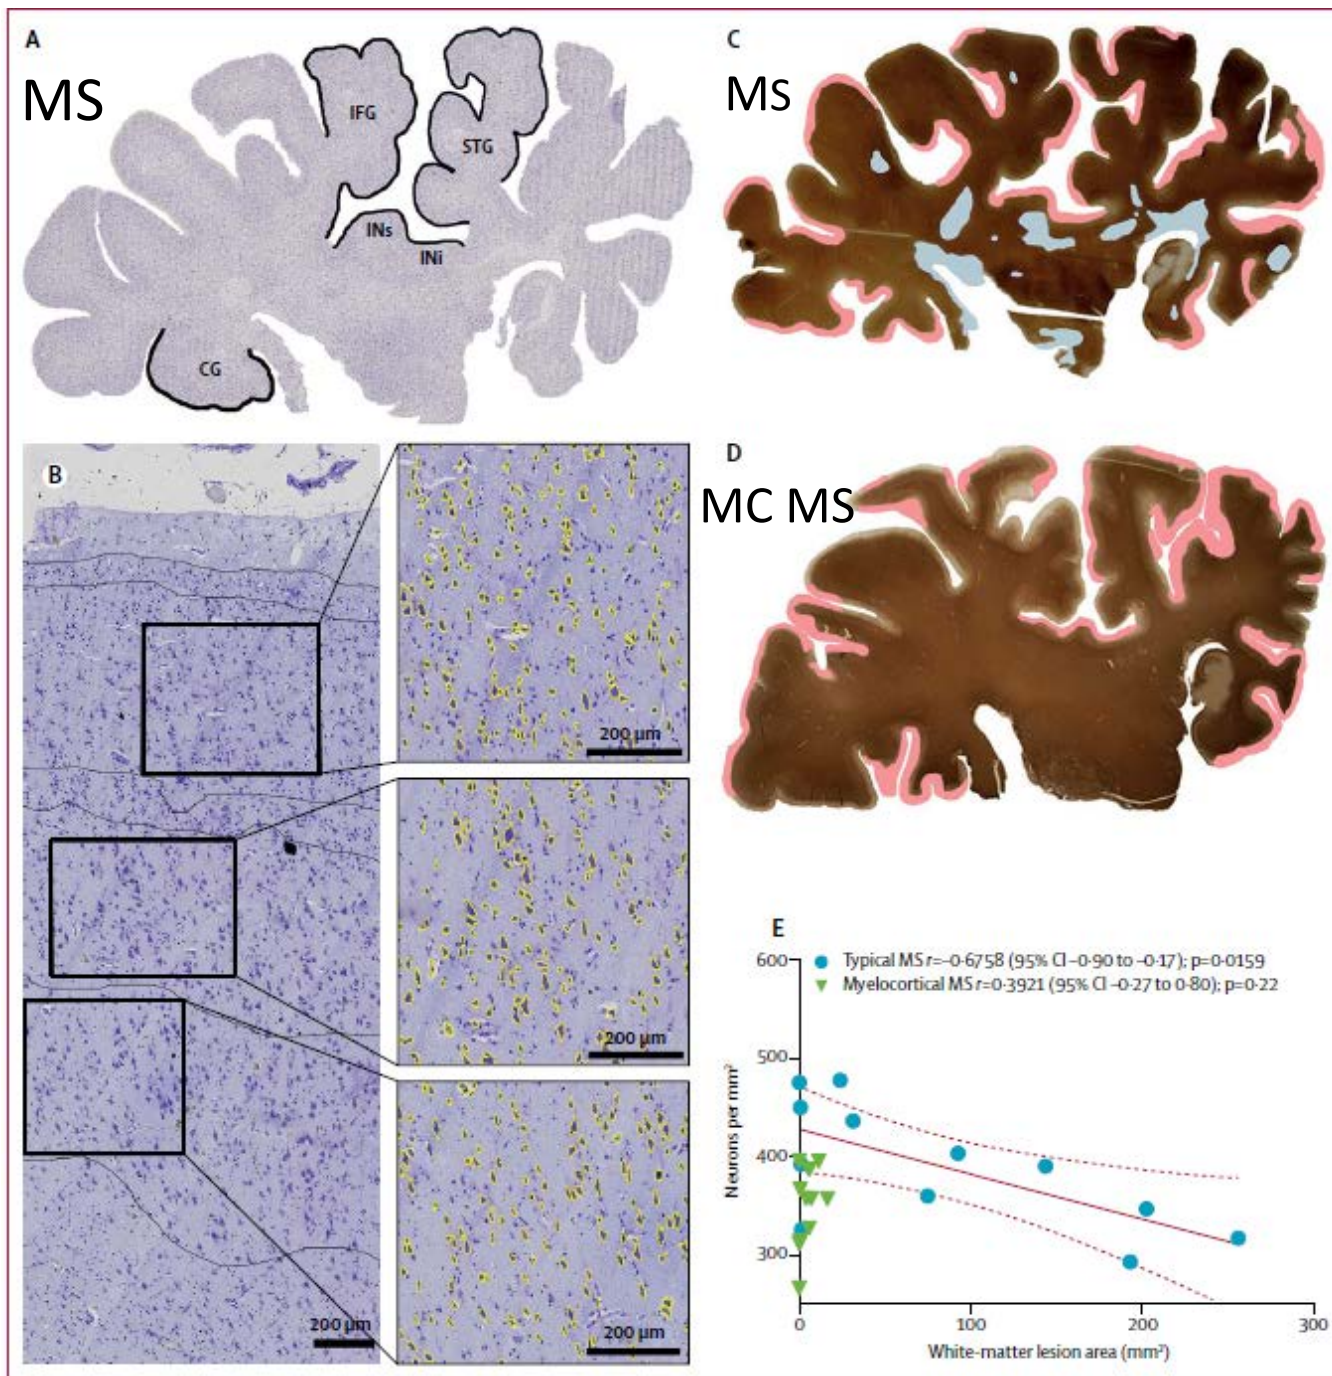 A
MS
IFG
STG
INs
INi
CG
C
MS
B
200 µm
200 µm
200 µm
200 µm
D
MC MS
E
Typical MS r=–0·6758 (95% CI –0·90 to –0·17); p=0·0159
Myelocortical MS r=0·3921 (95% CI –0·27 to 0·80); p=0·22
600
500
400
300
Neurons per mm²
0
100
200
300
White-matter lesion area (mm²)